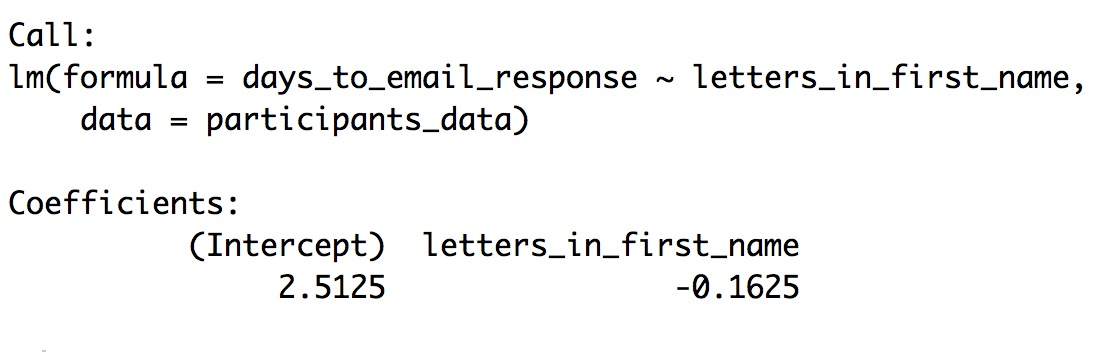 Call:
lm(formula = days_to_email_response ~ letters_in_first_name,
    data = participants_data)

Coefficients:
          (Intercept)  letters_in_first_name
               2.5125                -0.1625